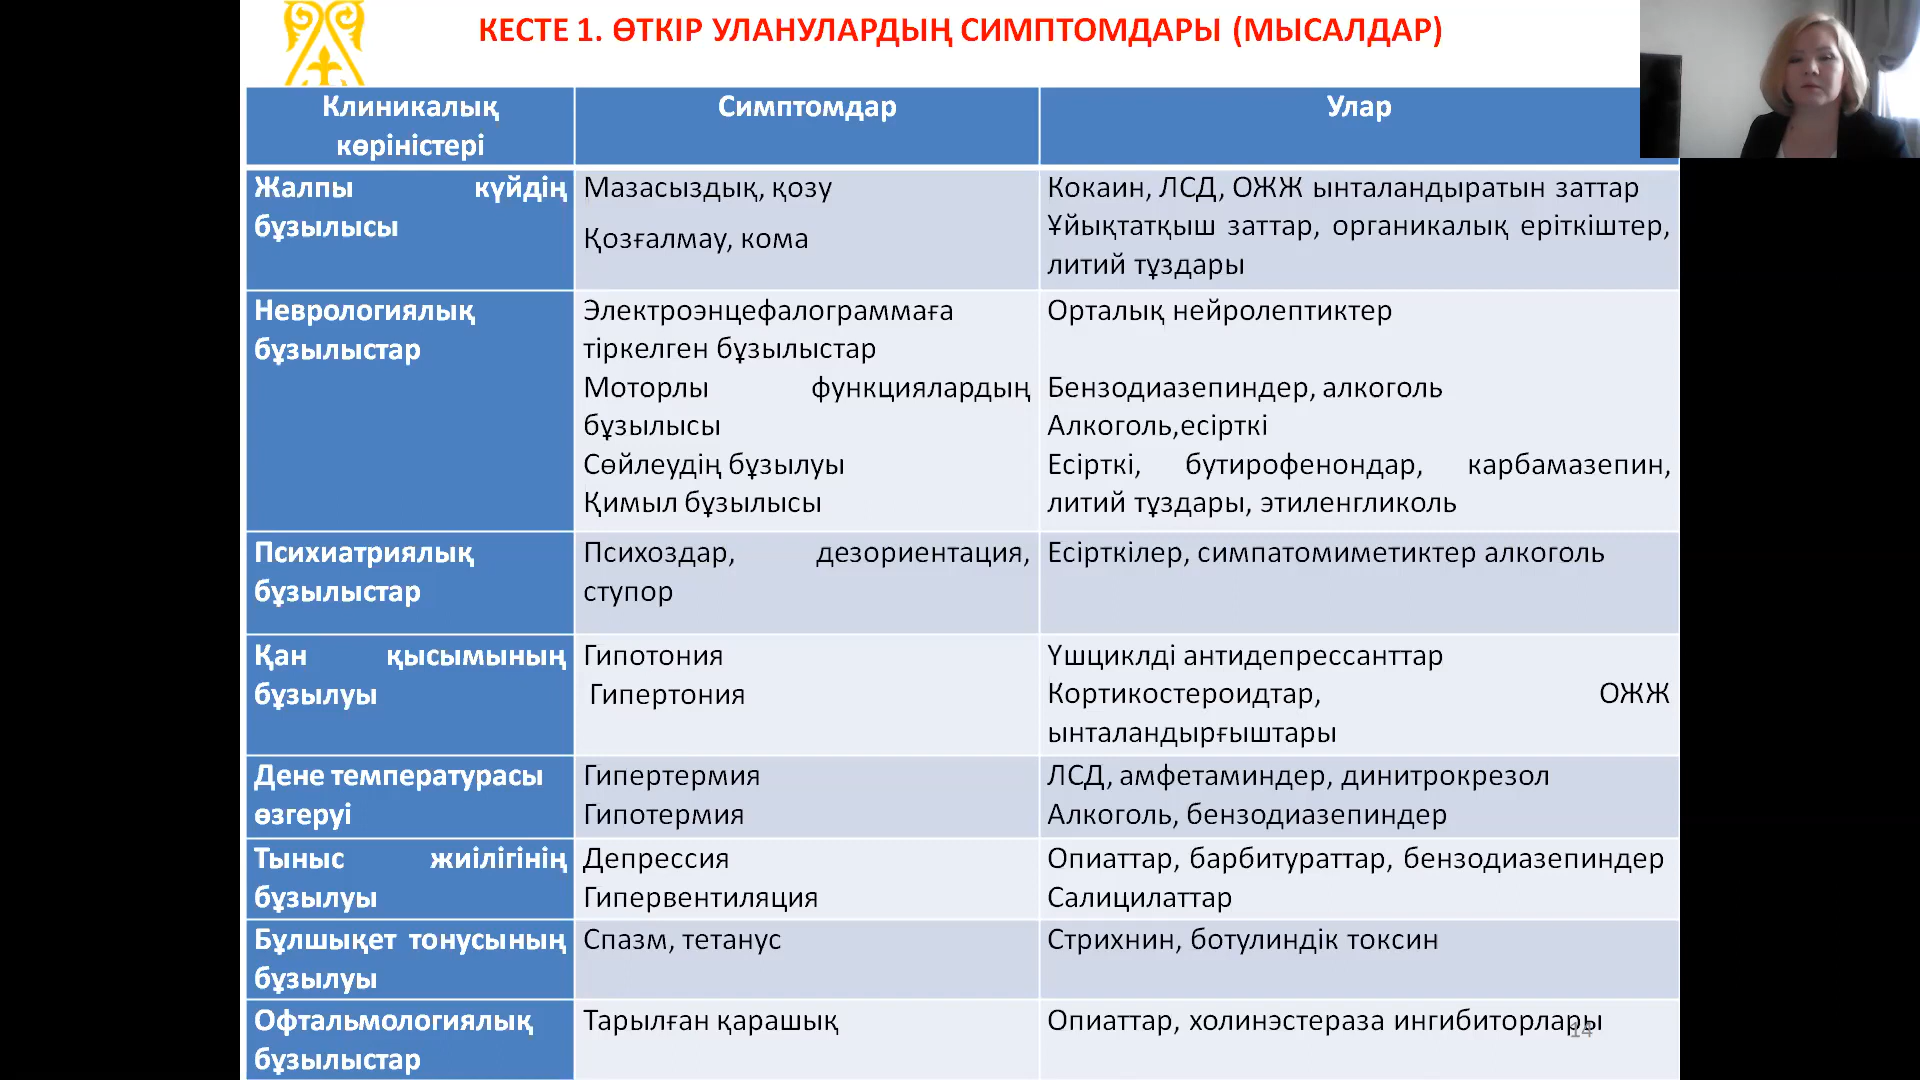 КЕСТЕ 1. ӨТКІР УЛАНУЛАРДЫҢ СИМПТОМДАРЫ (МЫСАЛДАР)
Клиникалық көріністері
Симптомдар
Улар
Жалпы күйдің бұзылысы
Мазасыздық, қозу
Қозғалмау, кома
Кокаин, ЛСД, ОЖЖ ынталандыратын заттар
Ұйықтатқыш заттар, органикалық еріткіштер,
литий тұздары
Неврологиялық
бұзылыстар
Электроэнцефалограммаға
тіркелген бұзылыстар
Моторлы функциялардың
бұзылысы
Сөйлеудің бұзылуы
Қимыл бұзылысы
Орталық нейролептиктер
Бензодиазепиндер, алкоголь
Алкоголь,есірткі
Есірткі, бутирофенондар, карбамазепин,
литий тұздары, этиленгликоль
Психиатриялық
бұзылыстар
Психоздар, дезориентация,
ступор
Есірткілер, симпатомиметиктер алкоголь
Қан қысымының
бұзылуы
Гипотония
Гипертония
Үшциклді антидепрессанттар
Кортикостероидтар, ОЖЖ
ынталандырғыштары
Дене температурасы
өзгеруі
Гипертермия
Гипотермия
ЛСД, амфетаминдер, динитрокрезол
Алкоголь, бензодиазепиндер
Тыныс жиілігінің
бұзылуы
Депрессия
Гипервентиляция
Опиаттар, барбитураттар, бензодиазепиндер
Салицилаттар
Бұлшықет тонусының
бұзылуы
Спазм, тетанус
Стрихнин, ботулиндік токсин
Офтальмологиялық
бұзылыстар
Тарылған қарашық
Опиаттар, холинэстераза ингибиторлары
14